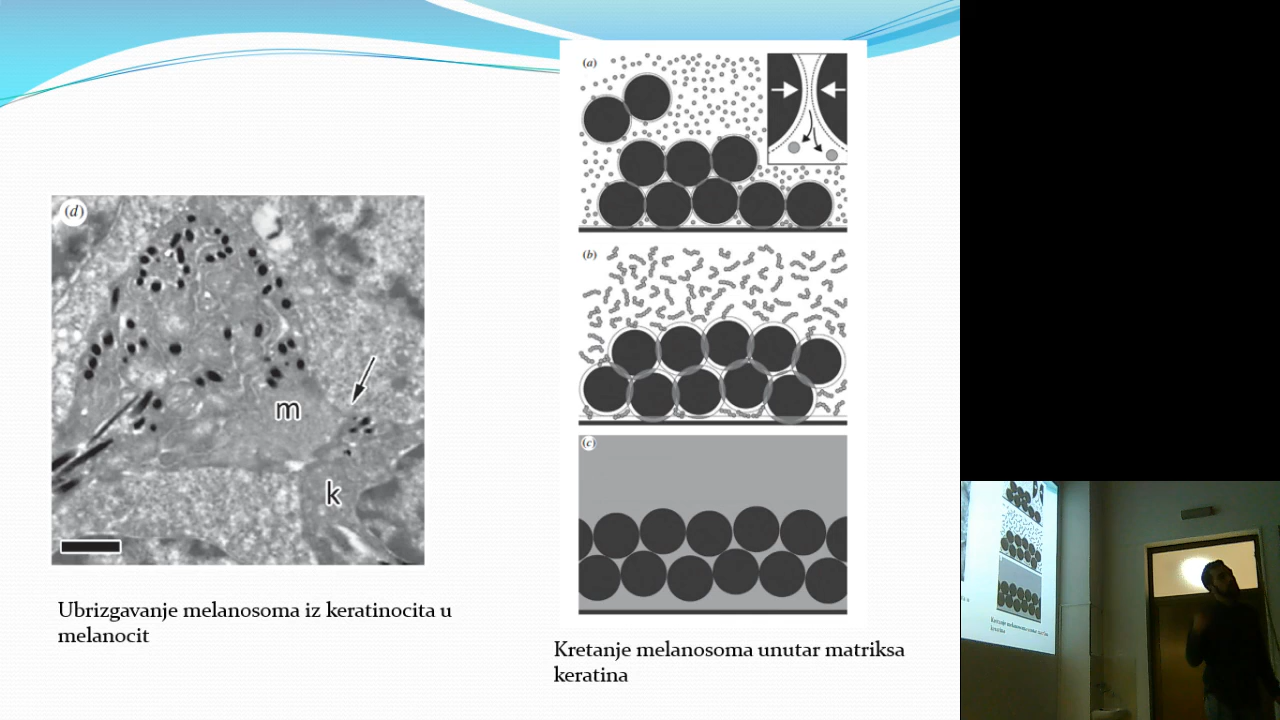 (d)
m
k
Ubrizgavanje melanosoma iz keratinocita u
melanocit
(a)
(b)
(c)
Kretanje melanosoma unutar matriksa
keratina